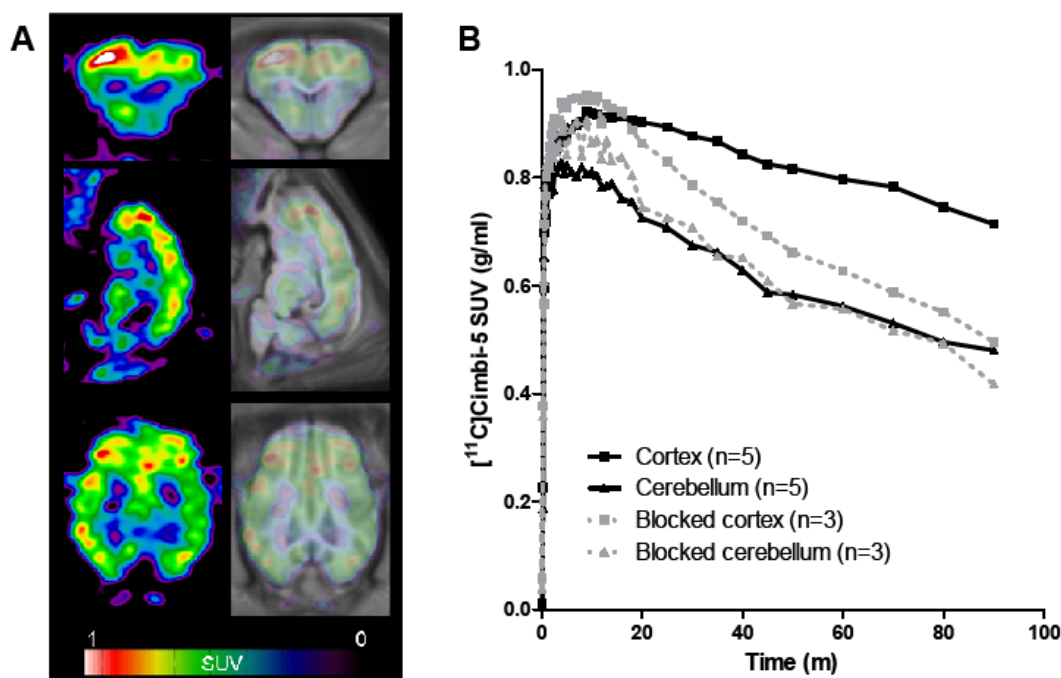 A
1
0
SUV
B
[¹¹C]Cimbi-5 SUV (g/ml)
1.0
0.8
0.6
0.4
0.2
0.0
Cortex (n=5)
Cerebellum (n=5)
Blocked cortex (n=3)
Blocked cerebellum (n=3)
0 20 40 60 80 100
Time (m)